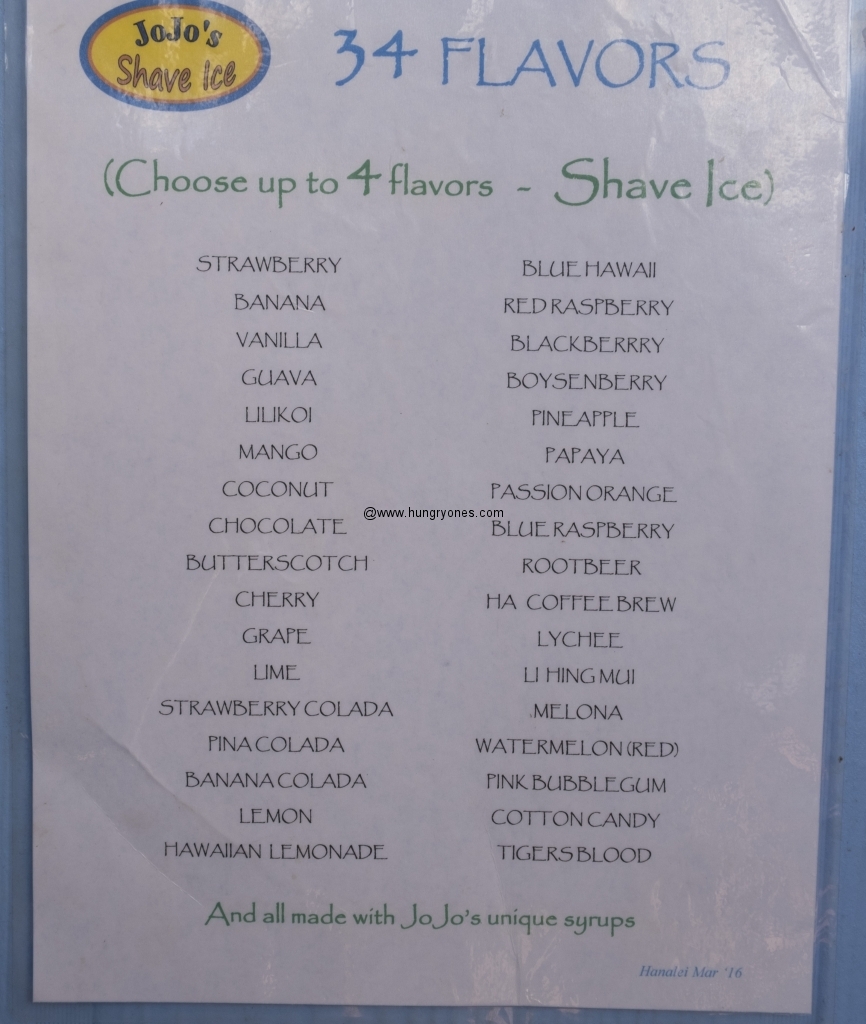 JoJo's
Shave Ice
34 FLAVORS
(Choose up to 4 flavors - Shave Ice)
STRAWBERRY
BANANA
VANILLA
GUAVA
LILIKOI
MANGO
COCONUT
CHOCOLATE
BUTTERSCOTCH
CHERRY
GRAPE
LIME
STRAWBERRY COLADA
PINA COLADA
BANANA COLADA
LEMON
HAWAIIAN LEMONADE
BLUE HAWAII
RED RASPBERRY
BLACKBERRRY
BOYSENBERRY
PINEAPPLE
PAPAYA
PASSION ORANGE
BLUE RASPBERRY
ROOTBEER
HA COFFEE BREW
LYCHEE
LI HING MUI
MELONA
WATERMELON (RED)
PINK BUBBLEGUM
COTTON CANDY
TIGERS BLOOD
@www.hungryones.com
And all made with JoJo's unique syrups
Hanalei Mar '16